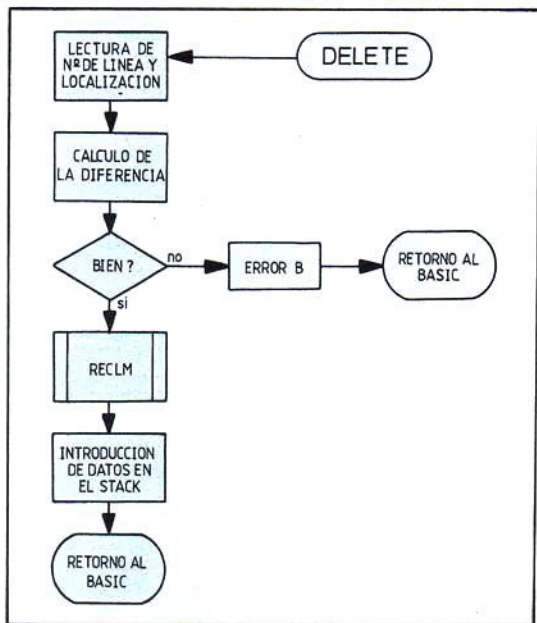 LECTURA DE
Nº DE LINEA Y
LOCALIZACION
DELETE
CALCULO DE
LA DIFERENCIA
BIEN ?
no
ERROR B
RETORNO AL
BASIC
sí
RECLM
INTRODUCCION
DE DATOS EN
EL STACK
RETORNO AL
BASIC